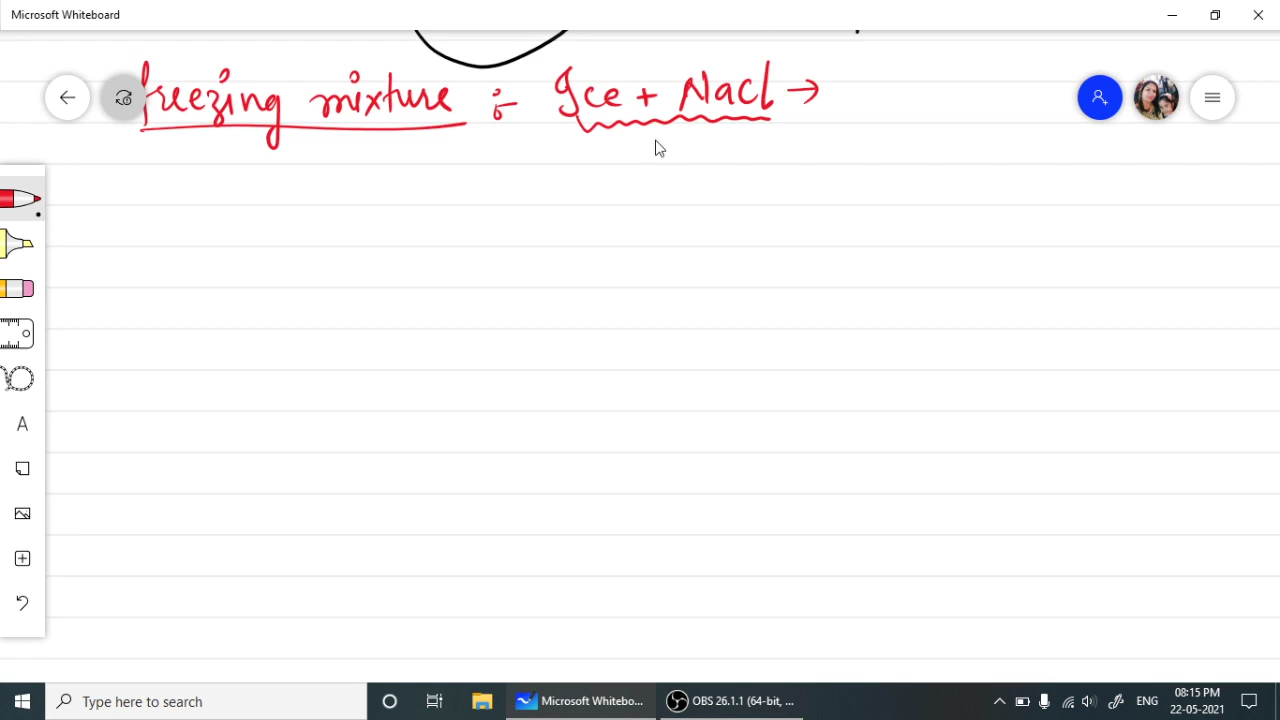 Microsoft Whiteboard
freezing mixture :- Ice + Nacl →
A
Type here to search
Microsoft Whitebo...
OBS 26.1.1 (64-bit, ...
ENG
08:15 PM
22-05-2021